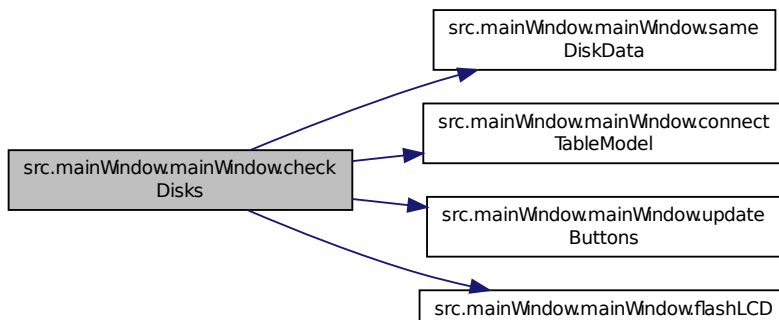 src.mainWindow.mainWindow.same
DiskData
src.mainWindow.mainWindow.connect
TableModel
src.mainWindow.mainWindow.check
Disks
src.mainWindow.mainWindow.update
Buttons
src.mainWindow.mainWindow.flashLCD